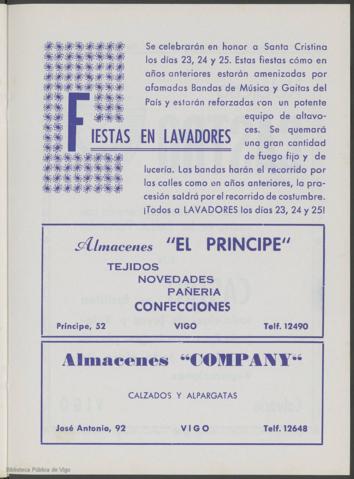 Se celebrarán en honor a Santa Cristina
los días 23, 24 y 25. Estas fiestas cómo en
años anteriores estarán amenizadas por
afamadas Bandas de Música y Gaitas del
País y estarán reforzadas con un potente
equipo de altavo-
ces. Se quemará
una gran cantidad
de fuego fijo y de
FIESTAS EN LAVADORES
lucería. Las bandas harán el recorrido por
las calles como en años anteriores, la pro-
cesión saldrá por el recorrido de costumbre.
¡Todos a LAVADORES los días 23, 24 y 25!
Almacenes "EL PRINCIPE"
TEJIDOS
NOVEDADES
PAÑERIA
CONFECCIONES
Príncipe, 52 VIGO Telf. 12490
Almacenes "COMPANY"
CALZADOS Y ALPARGATAS
José Antonio, 92 VIGO Telf. 12648
Biblioteca Pública de Vigo